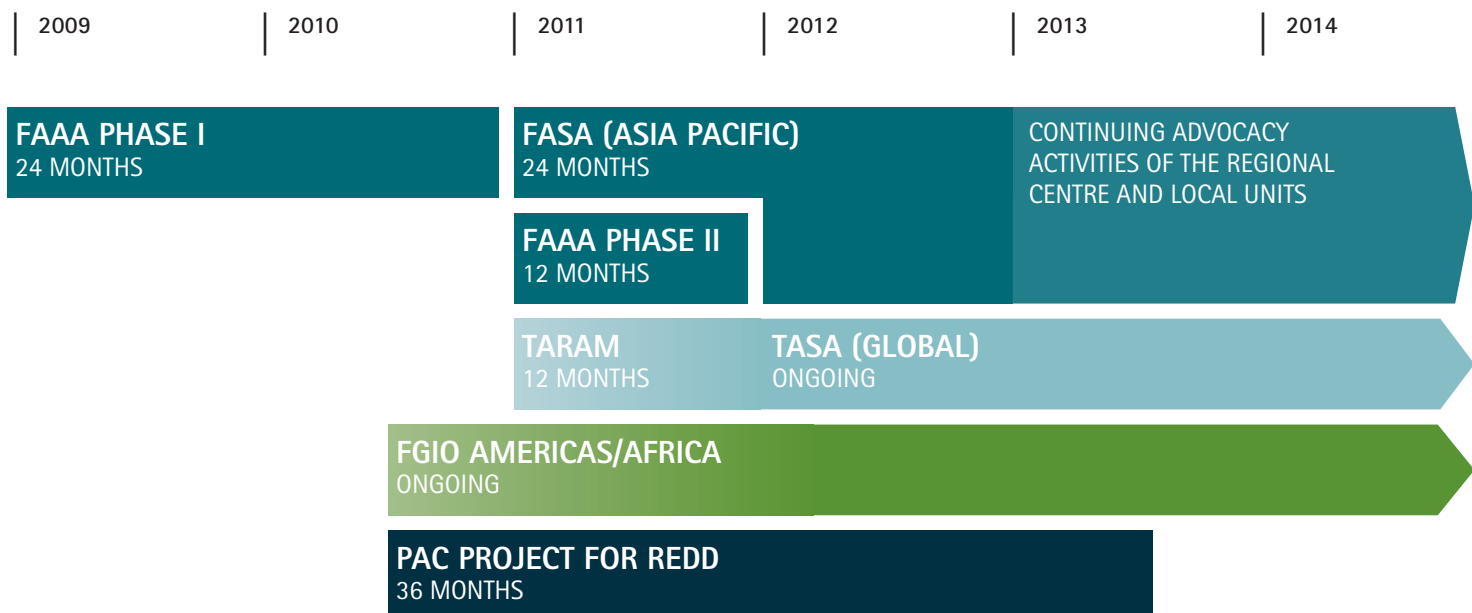 2009
2010
2011
2012
2013
2014
FAAA PHASE I
24 MONTHS
FASA (ASIA PACIFIC)
24 MONTHS
CONTINUING ADVOCACY
ACTIVITIES OF THE REGIONAL
CENTRE AND LOCAL UNITS
FAAA PHASE II
12 MONTHS
TARAM
12 MONTHS
TASA (GLOBAL)
ONGOING
FGIO AMERICAS/AFRICA
ONGOING
PAC PROJECT FOR REDD
36 MONTHS